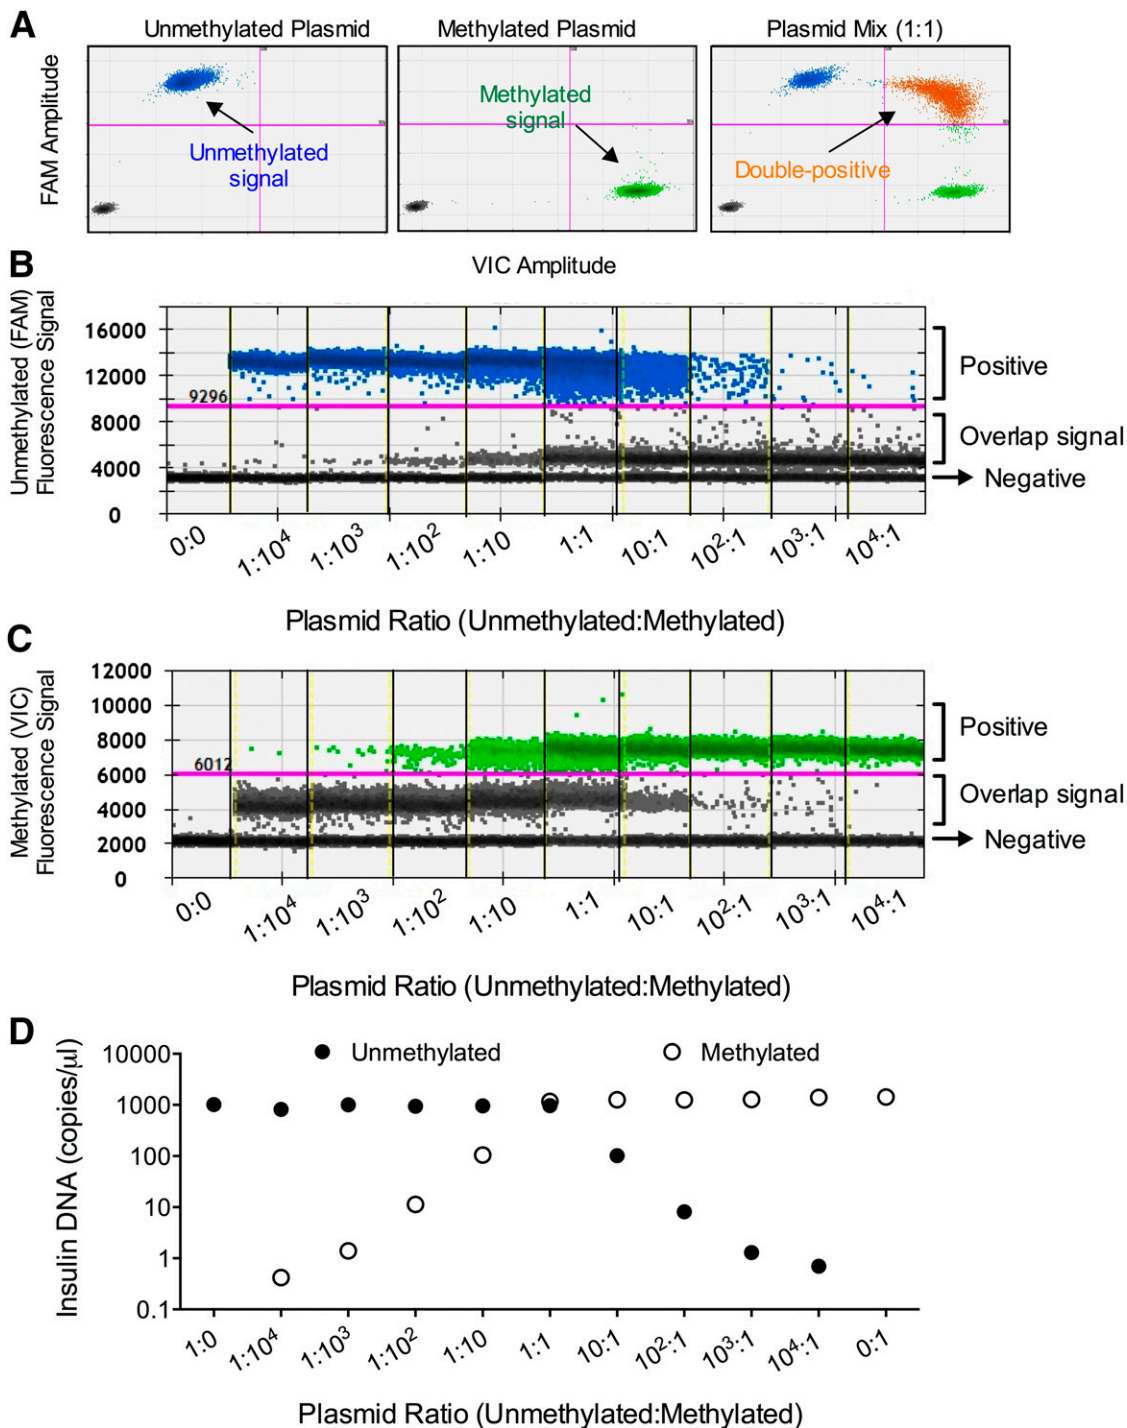 A
Unmethylated Plasmid
Methylated Plasmid
Plasmid Mix (1:1)
FAM Amplitude
Unmethylated
signal
Methylated
signal
Double-positive
VIC Amplitude
B
Unmethylated (FAM)
Fluorescence Signal
16000
12000
9296
8000
4000
0
Positive
Overlap signal
Negative
0:0
1:10⁴
1:10³
1:10²
1:10
1:1
10:1
10²:1
10³:1
10⁴:1
Plasmid Ratio (Unmethylated:Methylated)
C
Methylated (VIC)
Fluorescence Signal
12000
10000
8000
6012
6000
4000
2000
0
Positive
Overlap signal
Negative
0:0
1:10⁴
1:10³
1:10²
1:10
1:1
10:1
10²:1
10³:1
10⁴:1
Plasmid Ratio (Unmethylated:Methylated)
D
Unmethylated
Methylated
Insulin DNA (copies/µl)
10000
1000
100
10
1
0.1
1:0
1:10⁴
1:10³
1:10²
1:10
1:1
10:1
10²:1
10³:1
10⁴:1
0:1
Plasmid Ratio (Unmethylated:Methylated)